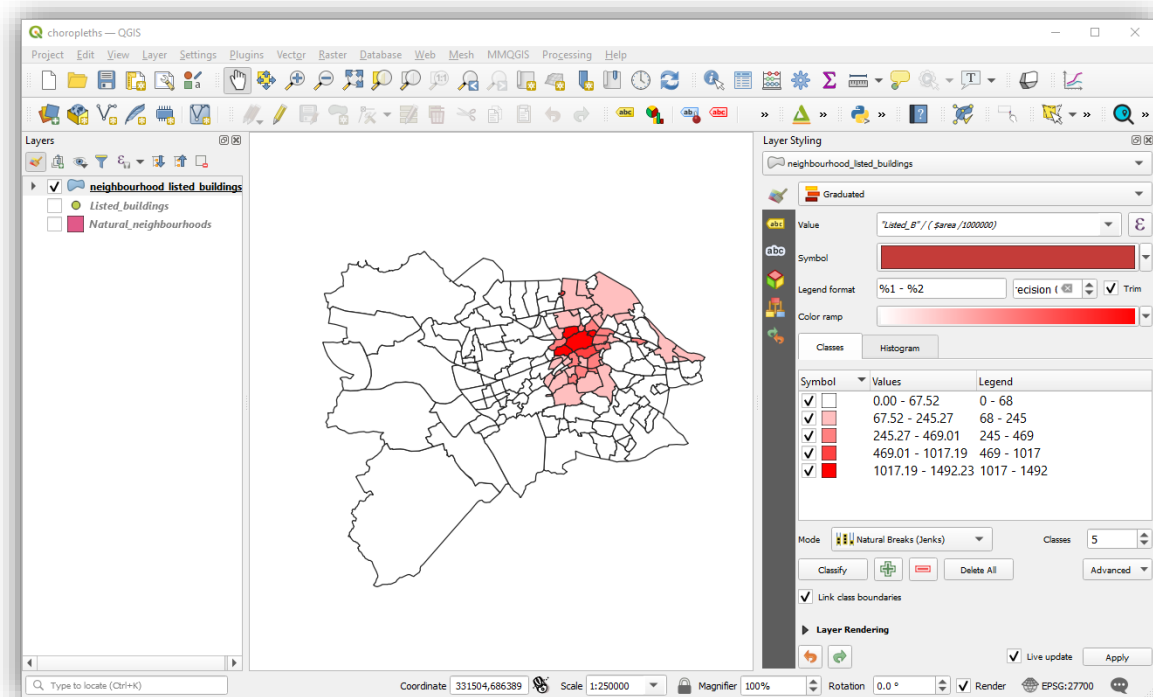 choropleths — QGIS
Project Edit View Layer Settings Plugins Vector Raster Database Web Mesh MMQGIS Processing Help
Layers
Layer Styling
neighbourhood_listed_buildings
neighbourhood_listed_buildings
Listed_buildings
Natural_neighbourhoods
Graduated
Value "Listed_B" / ( $area /1000000)
Symbol
Legend format %1 - %2 recision ( Trim
Color ramp
Classes Histogram
Symbol Values Legend
0.00 - 67.52 0 - 68
67.52 - 245.27 68 - 245
245.27 - 469.01 245 - 469
469.01 - 1017.19 469 - 1017
1017.19 - 1492.23 1017 - 1492
Mode Natural Breaks (Jenks) Classes 5
Classify Delete All Advanced
Link class boundaries
Layer Rendering
Live update Apply
Type to locate (Ctrl+K) Coordinate 331504,686389 Scale 1:250000 Magnifier 100% Rotation 0.0 ° Render EPSG:27700